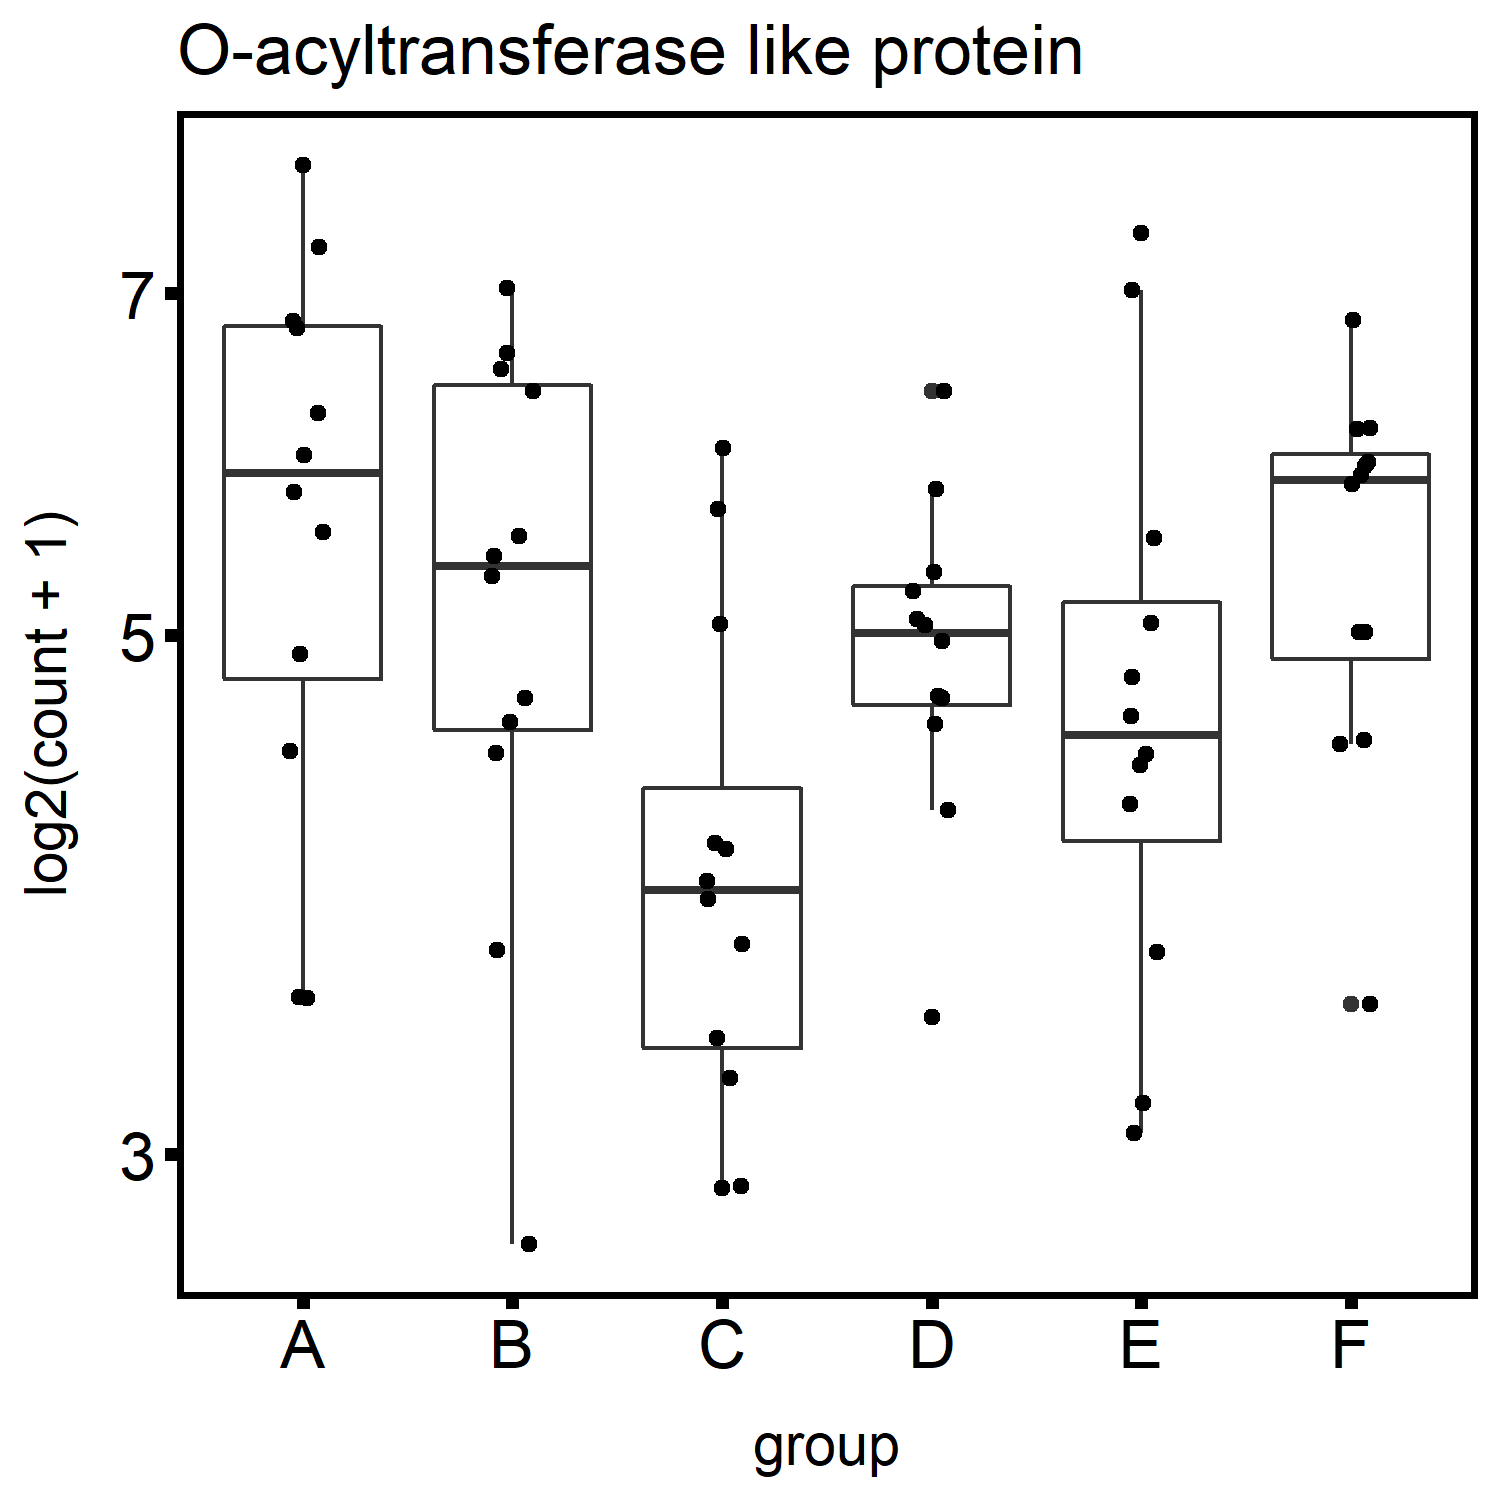 O-acyltransferase like protein
log2(count + 1)
7
5
3
A B C D E F
group